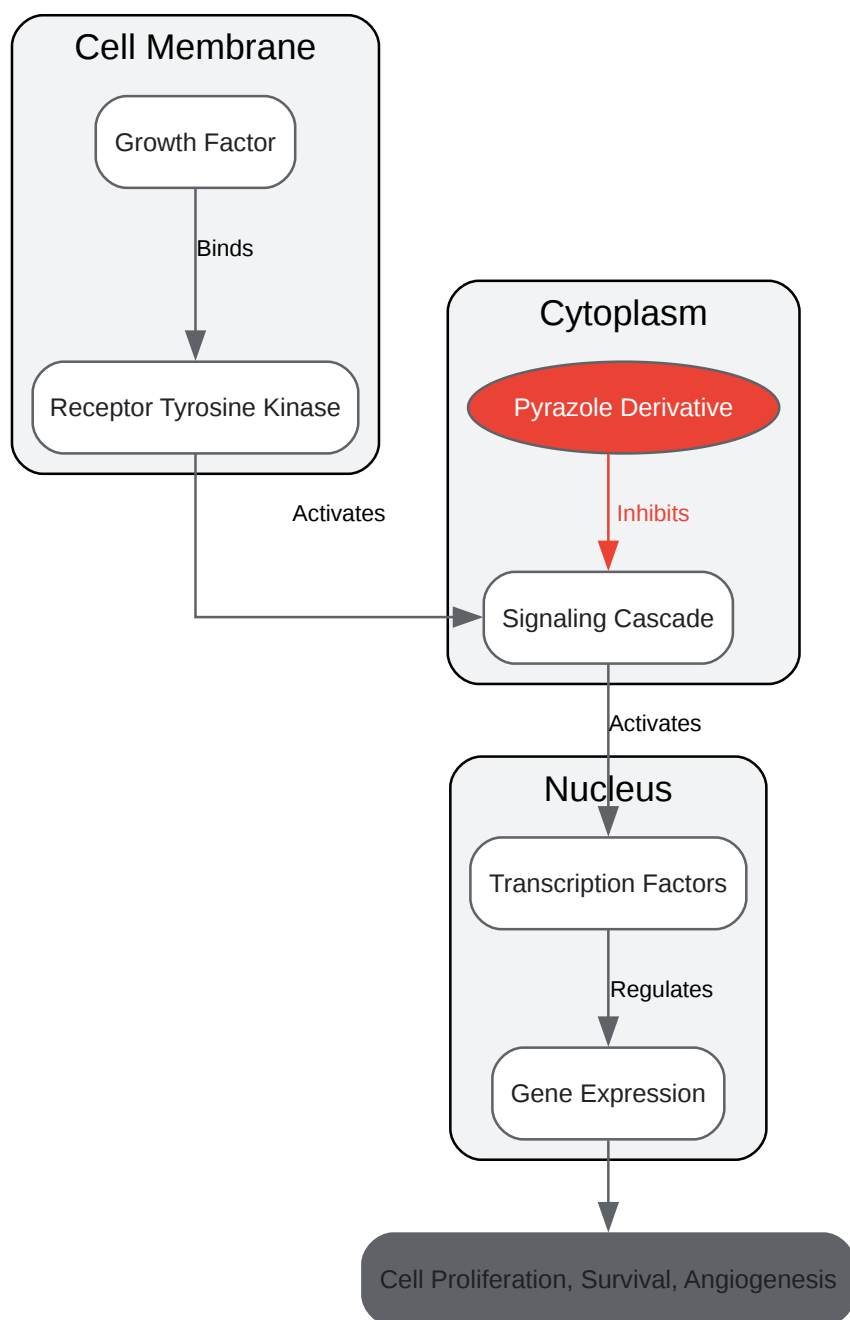 Cell Membrane
Growth Factor
Binds
Receptor Tyrosine Kinase
Activates
Cytoplasm
Pyrazole Derivative
Inhibits
Signaling Cascade
Activates
Nucleus
Transcription Factors
Regulates
Gene Expression
Cell Proliferation, Survival, Angiogenesis